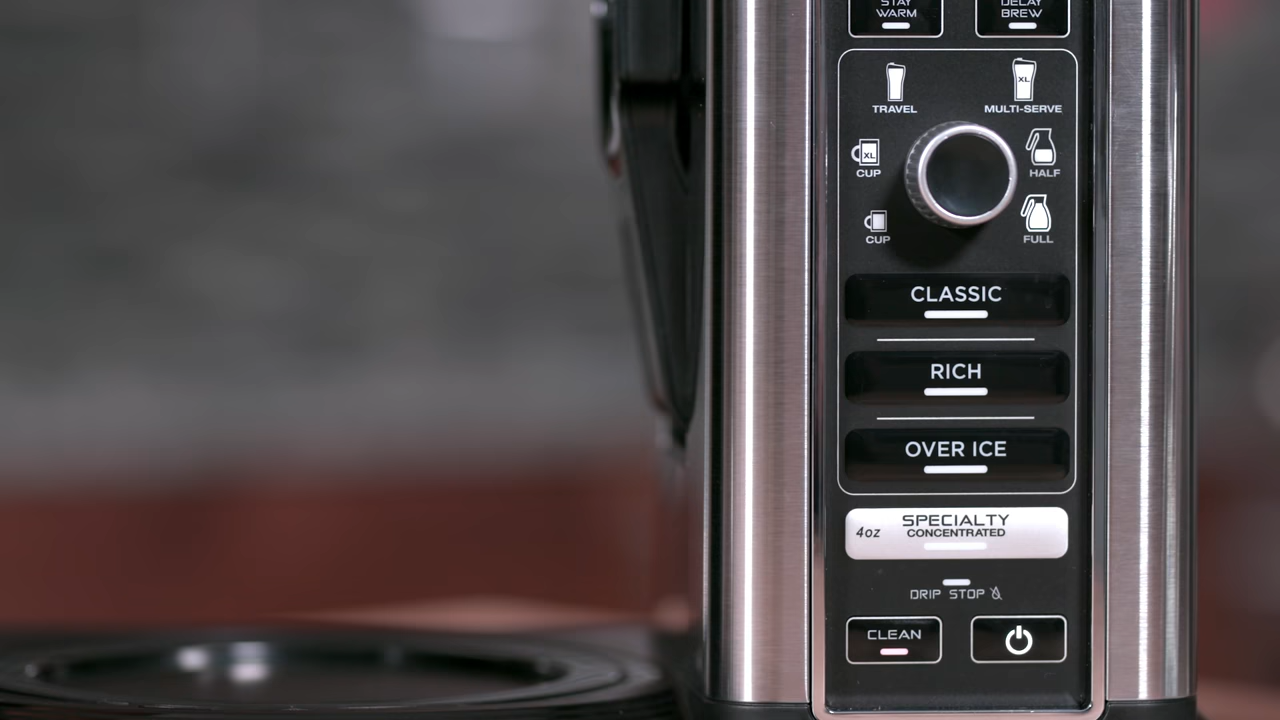 STAY
WARM
DELAY
BREW
TRAVEL
XL
MULTI-SERVE
XL
CUP
HALF
CUP
FULL
CLASSIC
RICH
OVER ICE
4oz
SPECIALTY
CONCENTRATED
DRIP STOP
CLEAN